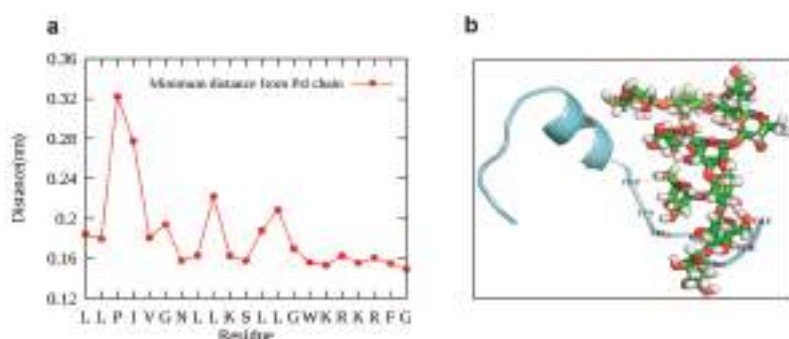 a
b
0.36
0.32
0.28
0.24
0.2
0.16
0.12
Distance(nm)
Minimum distance from Pd chain
L L P I V G N L L K S L L G W K R K R F G
Residue